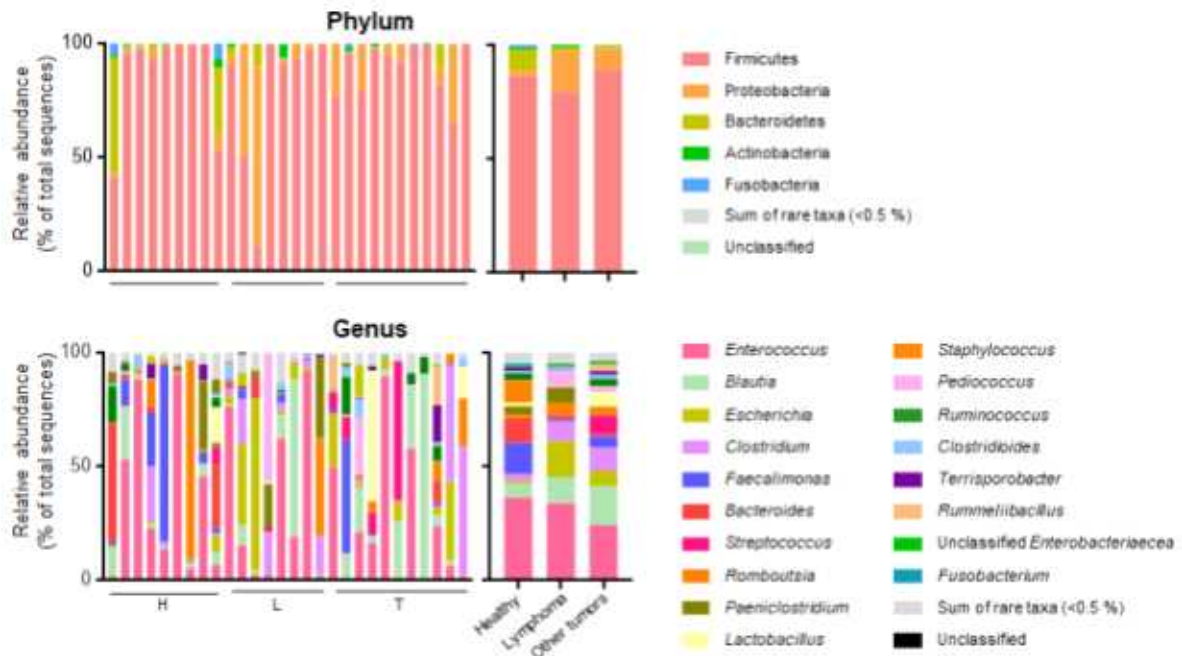 Phylum
Relative abundance
(% of total sequences)
100
50
0
Firmicutes
Proteobacteria
Bacteroidetes
Actinobacteria
Fusobacteria
Sum of rare taxa (<0.5 %)
Unclassified
Genus
Relative abundance
(% of total sequences)
100
50
0
H
L
T
Healthy
Lymphoma
Other tumors
Enterococcus
Blautia
Escherichia
Clostridium
Faecalimonas
Bacteroides
Streptococcus
Romboutsia
Paeniclostridium
Lactobacillus
Staphylococcus
Pediococcus
Ruminococcus
Clostridioides
Terrisporobacter
Rummeliibacillus
Unclassified Enterobacteriaecea
Fusobacterium
Sum of rare taxa (<0.5 %)
Unclassified